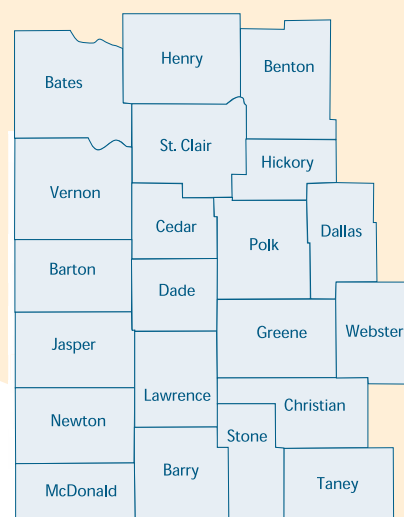 Henry
Benton
Bates
St. Clair
Hickory
Vernon
Cedar
Dallas
Polk
Barton
Dade
Greene
Webster
Jasper
Lawrence
Christian
Newton
Stone
Barry
Taney
McDonald